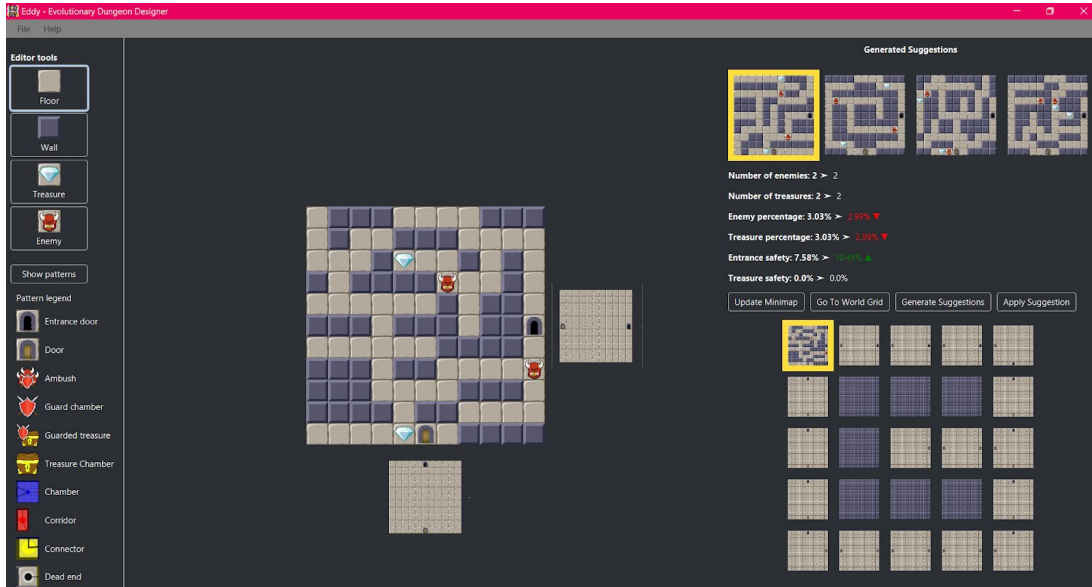 Eddy - Evolutionary Dungeon Designer
File Help
Editor tools
Floor
Wall
Treasure
Enemy
Show patterns
Pattern legend
Entrance door
Door
Ambush
Guard chamber
Guarded treasure
Treasure Chamber
Chamber
Corridor
Connector
Dead end
Generated Suggestions
Number of enemies: 2 ➤ 2
Number of treasures: 2 ➤ 2
Enemy percentage: 3.03% ➤ 2.99% ▼
Treasure percentage: 3.03% ➤ 2.99% ▼
Entrance safety: 7.58% ➤ 10.45% ▲
Treasure safety: 0.0% ➤ 0.0%
Update Minimap Go To World Grid Generate Suggestions Apply Suggestion